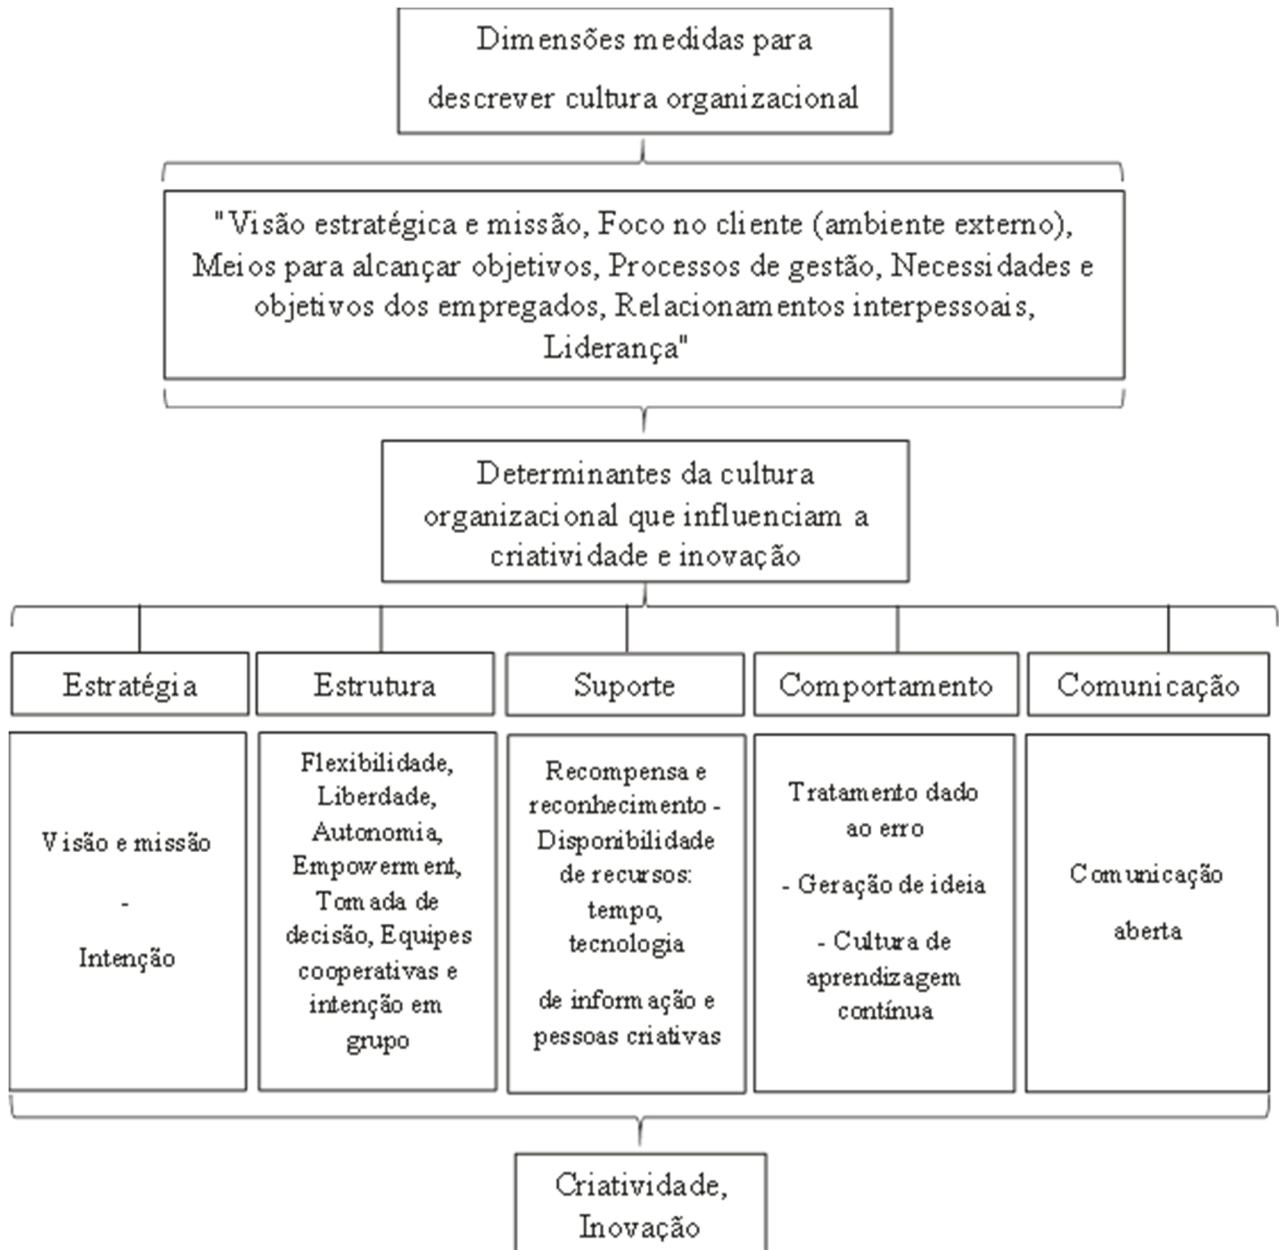 Dimensões medidas para
descrever cultura organizacional
"Visão estratégica e missão, Foco no cliente (ambiente externo),
Meios para alcançar objetivos, Processos de gestão, Necessidades e
objetivos dos empregados, Relacionamentos interpessoais,
Liderança"
Determinantes da cultura
organizacional que influenciam a
criatividade e inovação
Estratégia
Estrutura
Suporte
Comportamento
Comunicação
Visão e missão
-
Intenção
Flexibilidade,
Liberdade,
Autonomia,
Empowerment,
Tomada de
decisão, Equipes
cooperativas e
intenção em
grupo
Recompensa e
reconhecimento -
Disponibilidade
de recursos:
tempo,
tecnologia
de informação e
pessoas criativas
Tratamento dado
ao erro
- Geração de ideia
- Cultura de
aprendizagem
contínua
Comunicação
aberta
Criatividade,
Inovação